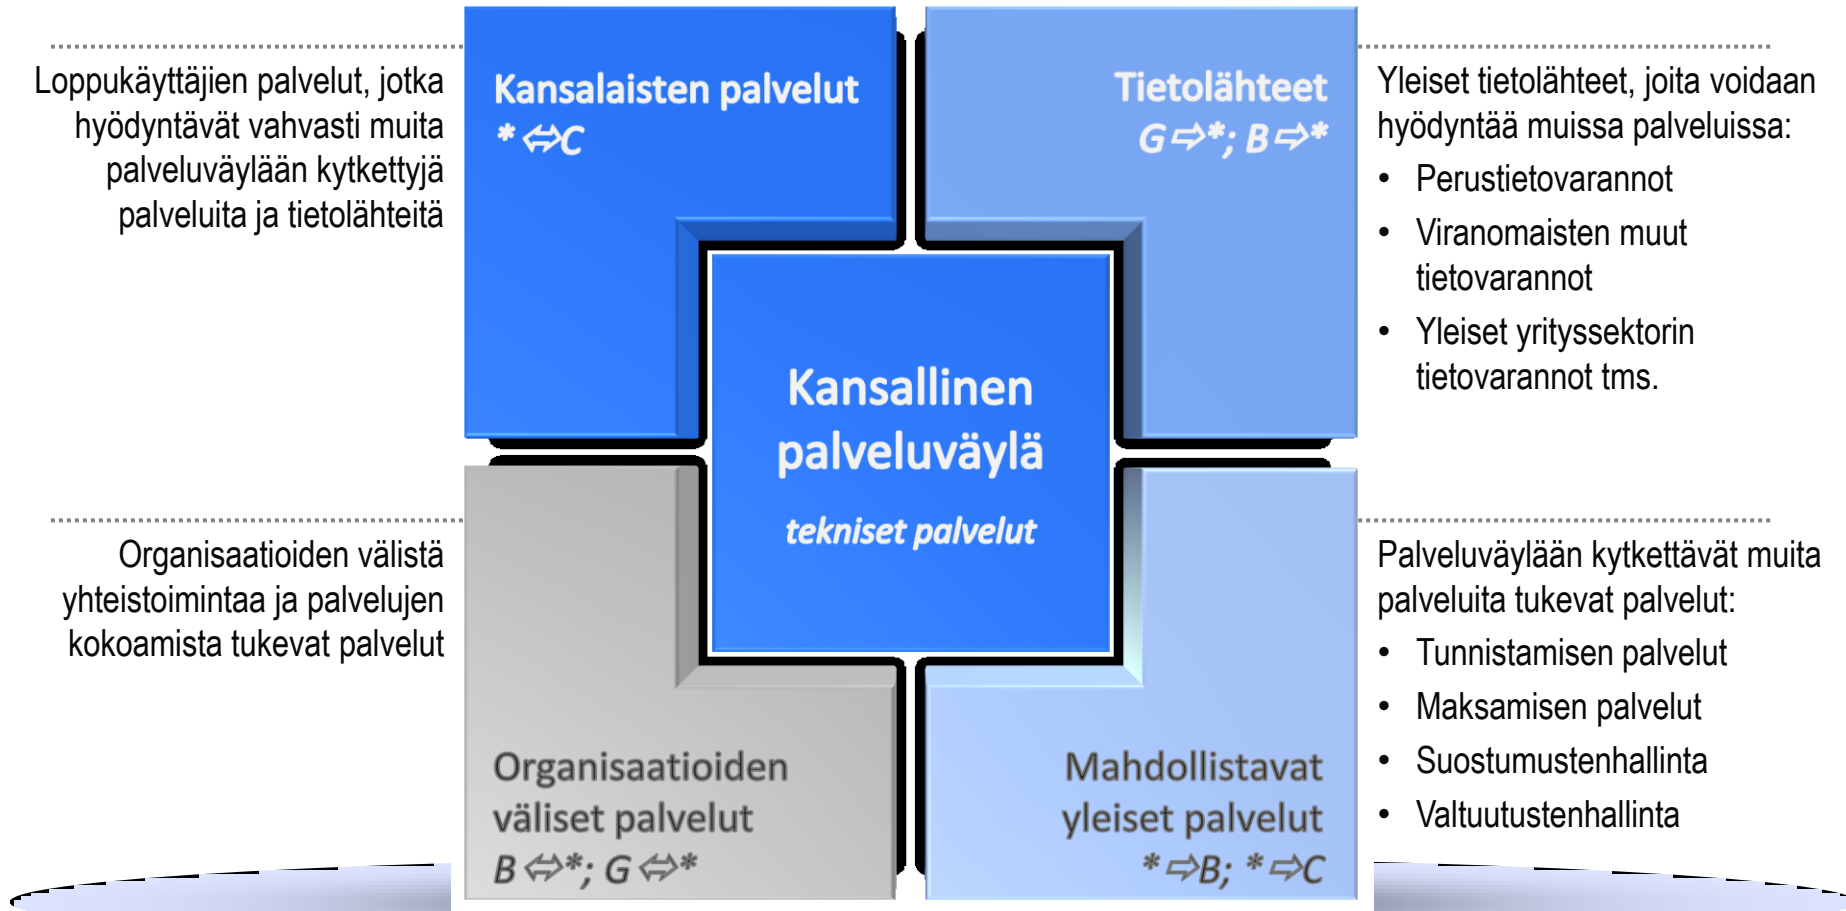 Loppukäyttäjien palvelut, jotka
hyödyntävät vahvasti muita
palveluväylään kytkettyjä
palveluita ja tietolähteitä
Kansalaisten palvelut
* ⇔C
Tietolähteet
G⇨*; B⇨*
Yleiset tietolähteet, joita voidaan
hyödyntää muissa palveluissa:
• Perustietovarannot
• Viranomaisten muut
tietovarannot
• Yleiset yrityssektorin
tietovarannot tms.
Kansallinen
palveluväylä
tekniset palvelut
Organisaatioiden välistä
yhteistoimintaa ja palvelujen
kokoamista tukevat palvelut
Organisaatioiden
väliset palvelut
B⇔*; G⇔*
Mahdollistavat
yleiset palvelut
*⇨B; *⇨C
Palveluväylään kytkettävät muita
palveluita tukevat palvelut:
• Tunnistamisen palvelut
• Maksamisen palvelut
• Suostumustenhallinta
• Valtuutustenhallinta